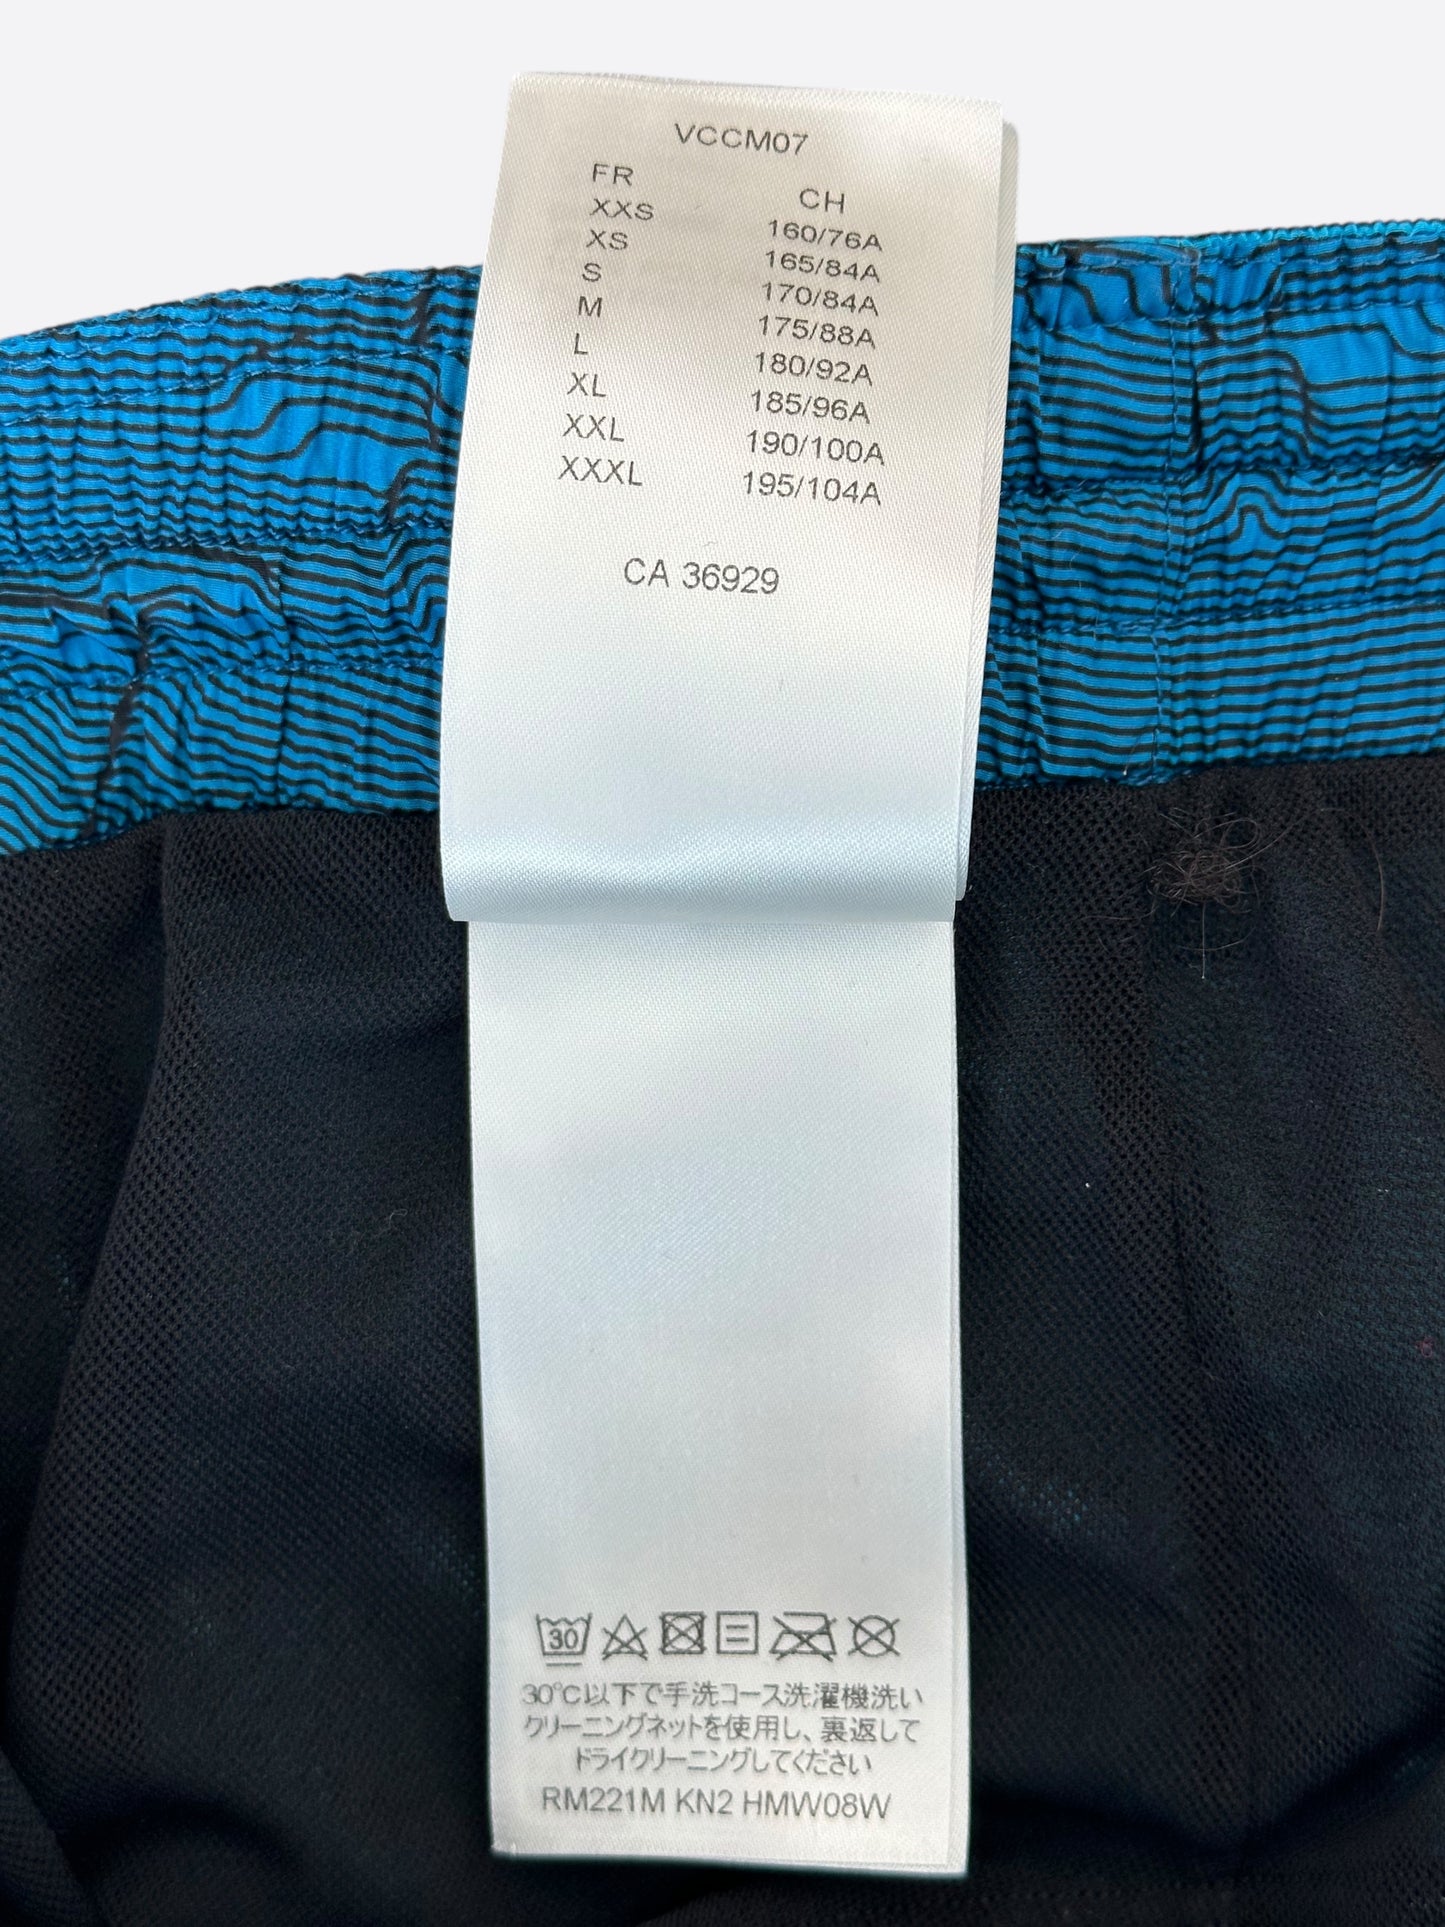 VCCM07
FR CH
XXS 160/76A
XS 165/84A
S 170/84A
M 175/88A
L 180/92A
XL 185/96A
XXL 190/100A
XXXL 195/104A
CA 36929
30
30°C以下で手洗コース洗濯機洗い
クリーニングネットを使用し、裏返して
ドライクリーニングしてください
RM221M KN2 HMW08W